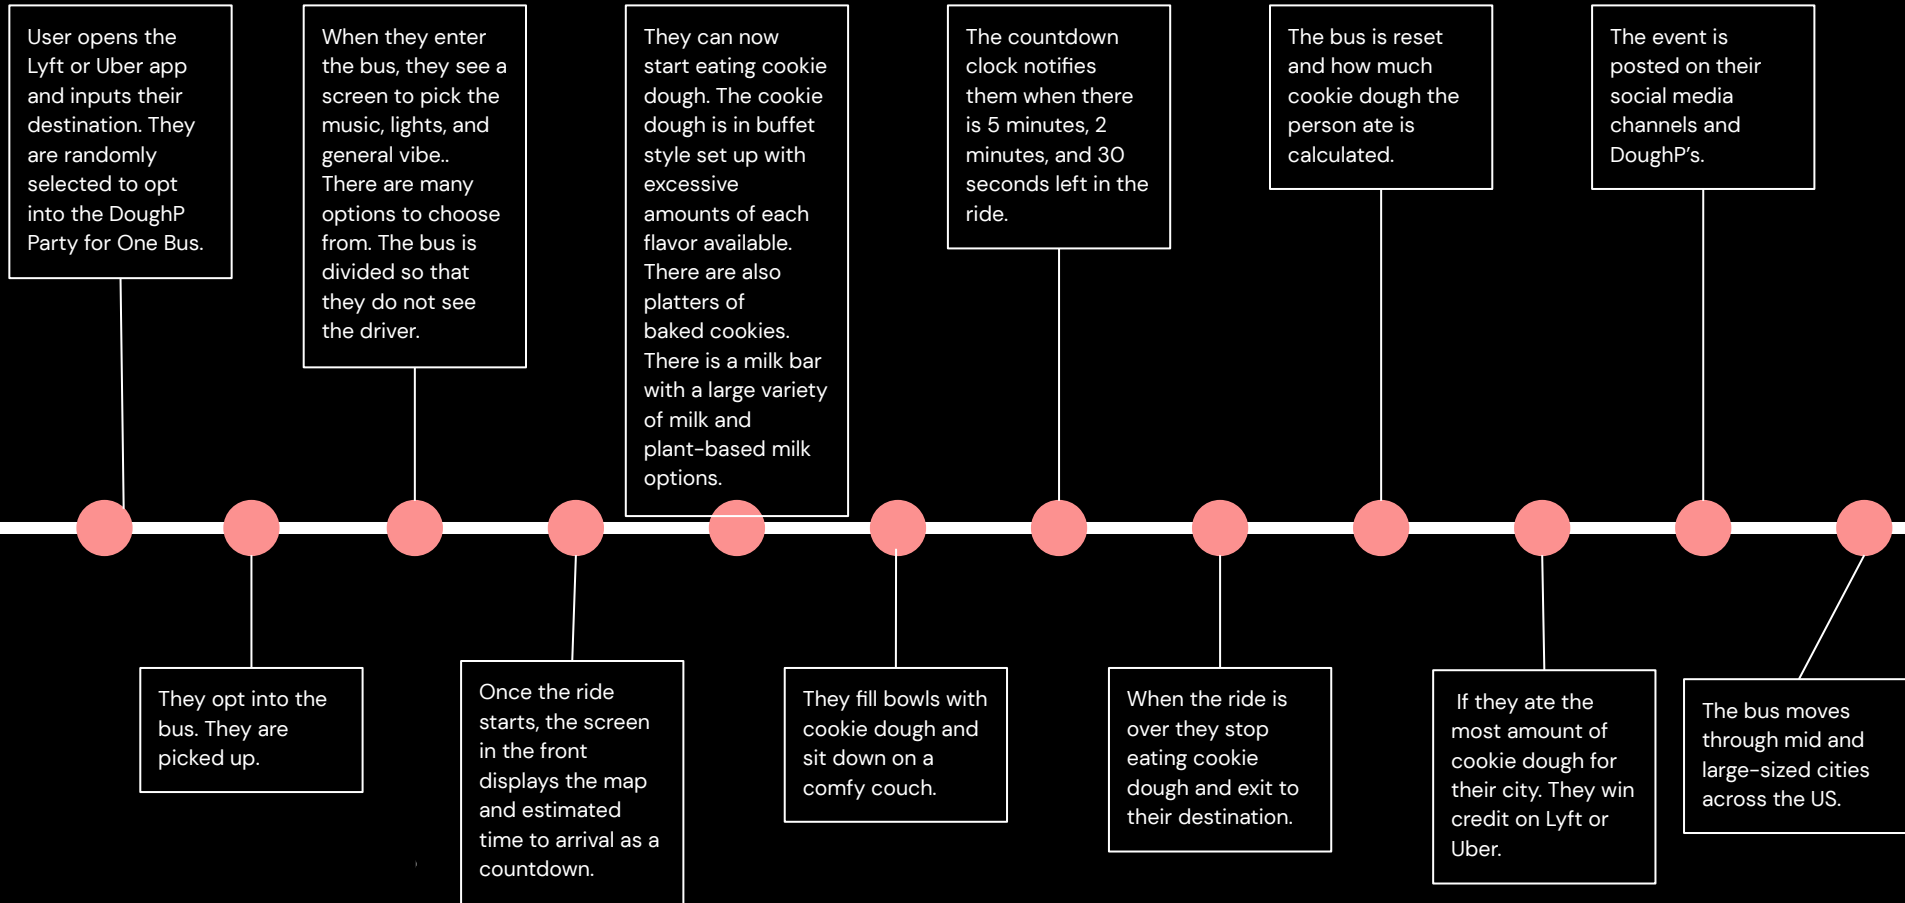 User opens the
Lyft or Uber app
and inputs their
destination. They
are randomly
selected to opt
into the DoughP
Party for One Bus.
They opt into the
bus. They are
picked up.
When they enter
the bus, they see a
screen to pick the
music, lights, and
general vibe..
There are many
options to choose
from. The bus is
divided so that
they do not see
the driver.
Once the ride
starts, the screen
in the front
displays the map
and estimated
time to arrival as a
countdown.
They can now
start eating cookie
dough. The cookie
dough is in buffet
style set up with
excessive
amounts of each
flavor available.
There are also
platters of
baked cookies.
There is a milk bar
with a large variety
of milk and
plant-based milk
options.
They fill bowls with
cookie dough and
sit down on a
comfy couch.
The countdown
clock notifies
them when there
is 5 minutes, 2
minutes, and 30
seconds left in the
ride.
When the ride is
over they stop
eating cookie
dough and exit to
their destination.
The bus is reset
and how much
cookie dough the
person ate is
calculated.
If they ate the
most amount of
cookie dough for
their city. They win
credit on Lyft or
Uber.
The event is
posted on their
social media
channels and
DoughP's.
The bus moves
through mid and
large-sized cities
across the US.